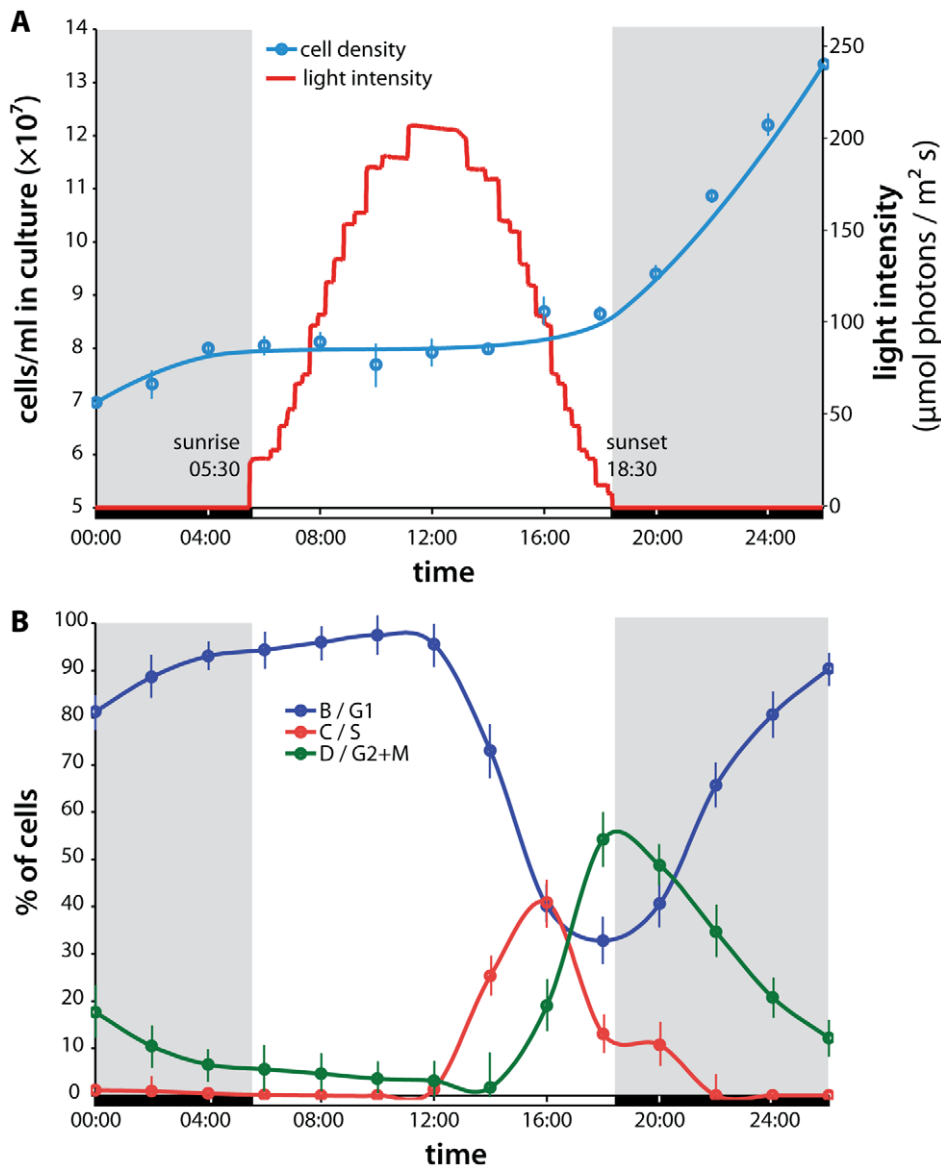 A
cell density
light intensity
14
13
12
11
10
9
8
7
6
5
cells/ml in culture (×10⁷)
250
200
150
100
50
0
light intensity
(μmol photons / m² s)
sunrise
05:30
sunset
18:30
00:00
04:00
08:00
12:00
16:00
20:00
24:00
time
B
B / G1
C / S
D / G2+M
100
90
80
70
60
50
40
30
20
10
0
% of cells
00:00
04:00
08:00
12:00
16:00
20:00
24:00
time